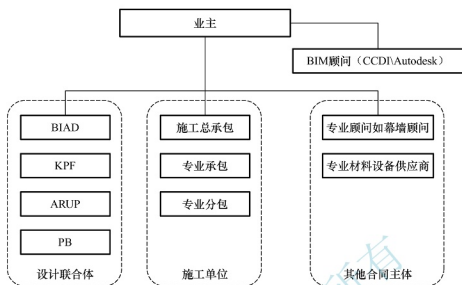 业主
BIM顾问（CCDI\Autodesk）
BIAD
KPF
ARUP
PB
设计联合体
施工总承包
专业承包
专业分包
施工单位
专业顾问如幕墙顾问
专业材料设备供应商
其他合同主体
所有